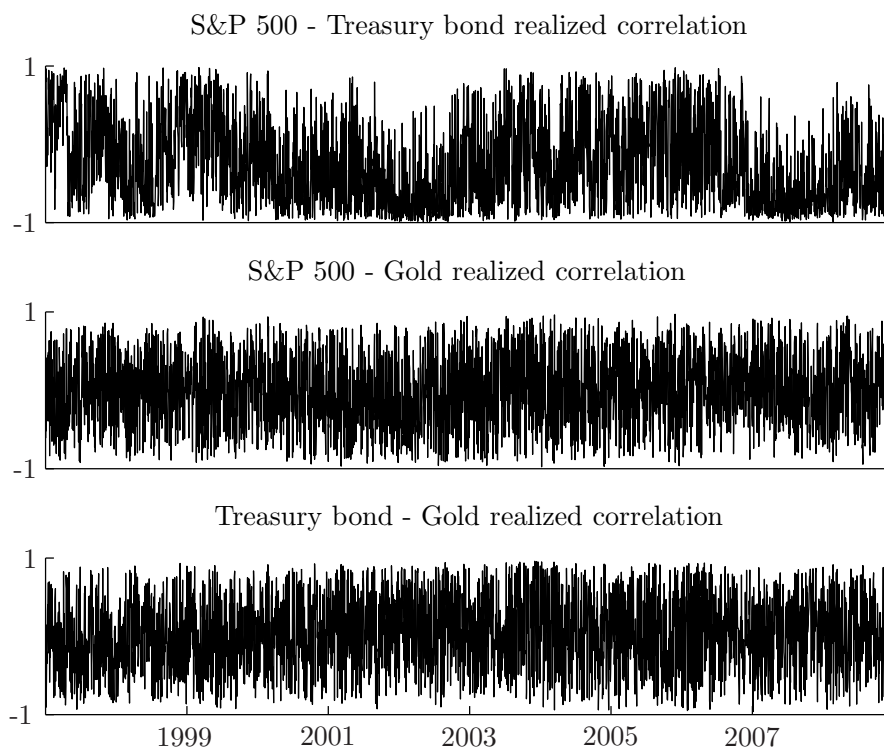 S&P 500 - Treasury bond realized correlation
1
-1
S&P 500 - Gold realized correlation
1
-1
Treasury bond - Gold realized correlation
1
-1
1999 2001 2003 2005 2007